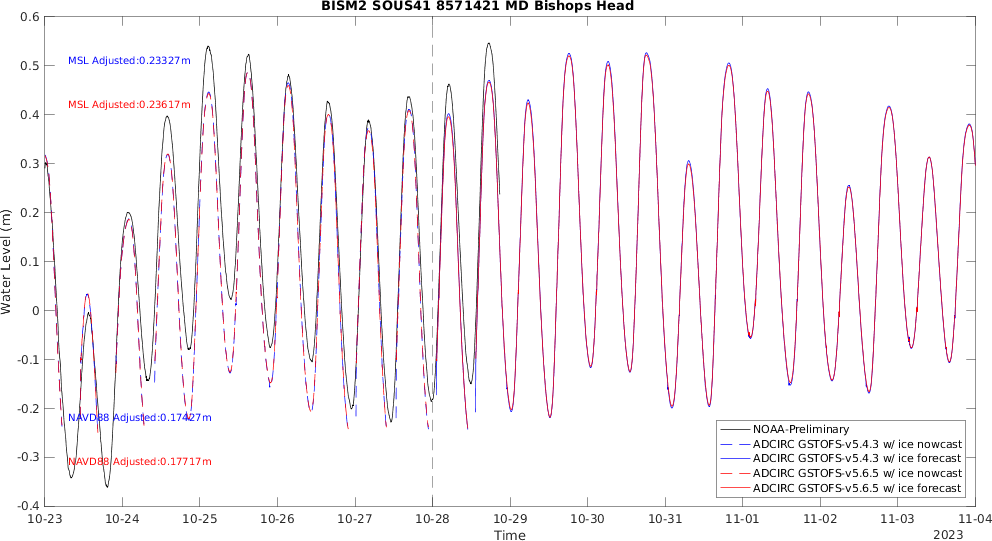 BISM2 SOUS41 8571421 MD Bishops Head
0.6
0.5
0.4
0.3
0.2
0.1
0
-0.1
-0.2
-0.3
-0.4
Water Level (m)
MSL Adjusted:0.23327m
MSL Adjusted:0.23617m
NAVD88 Adjusted:0.17427m
NAVD88 Adjusted:0.17717m
NOAA-Preliminary
ADCIRC GSTOFS-v5.4.3 w/ ice nowcast
ADCIRC GSTOFS-v5.4.3 w/ ice forecast
ADCIRC GSTOFS-v5.6.5 w/ ice nowcast
ADCIRC GSTOFS-v5.6.5 w/ ice forecast
10-23 10-24 10-25 10-26 10-27 10-28 10-29 10-30 10-31 11-01 11-02 11-03 11-04
Time
2023